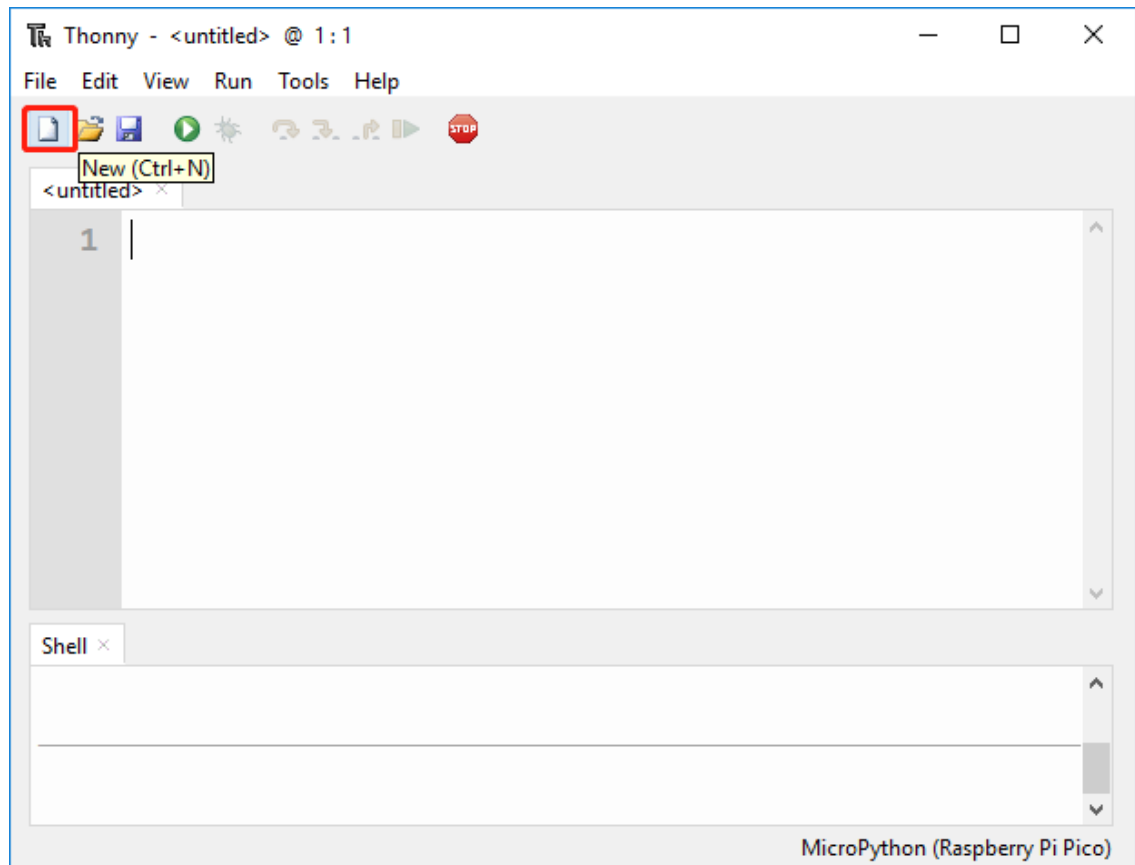 Thonny - <untitled> @ 1 : 1
File Edit View Run Tools Help
STOP
New (Ctrl+N)
<untitled>
1
Shell
MicroPython (Raspberry Pi Pico)